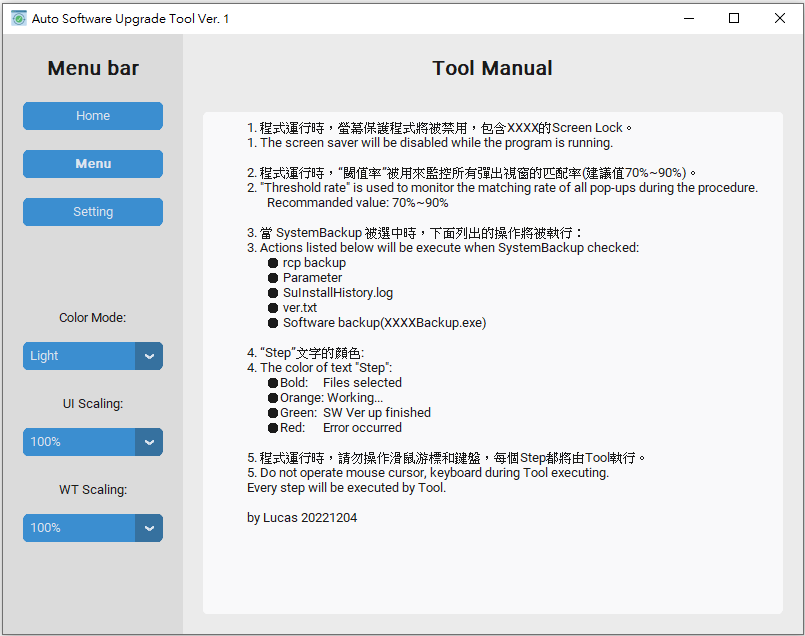 Auto Software Upgrade Tool Ver. 1
Menu bar
Home
Menu
Setting
Color Mode:
Light
UI Scaling:
100%
WT Scaling:
100%
Tool Manual
1. 程式運行時，螢幕保護程式將被禁用，包含XXXX的Screen Lock。
1. The screen saver will be disabled while the program is running.
2. 程式運行時，“閾值率”被用來監控所有彈出視窗的匹配率(建議值70%~90%)。
2. "Threshold rate" is used to monitor the matching rate of all pop-ups during the procedure.
Recommanded value: 70%~90%
3. 當 SystemBackup 被選中時，下面列出的操作將被執行：
3. Actions listed below will be execute when SystemBackup checked:
● rcp backup
● Parameter
● SuInstallHistory.log
● ver.txt
● Software backup(XXXXBackup.exe)
4. “Step”文字的顏色:
4. The color of text "Step":
●Bold: Files selected
●Orange: Working...
●Green: SW Ver up finished
●Red: Error occurred
5. 程式運行時，請勿操作滑鼠游標和鍵盤，每個Step都將由Tool執行。
5. Do not operate mouse cursor, keyboard during Tool executing.
Every step will be executed by Tool.
by Lucas 20221204